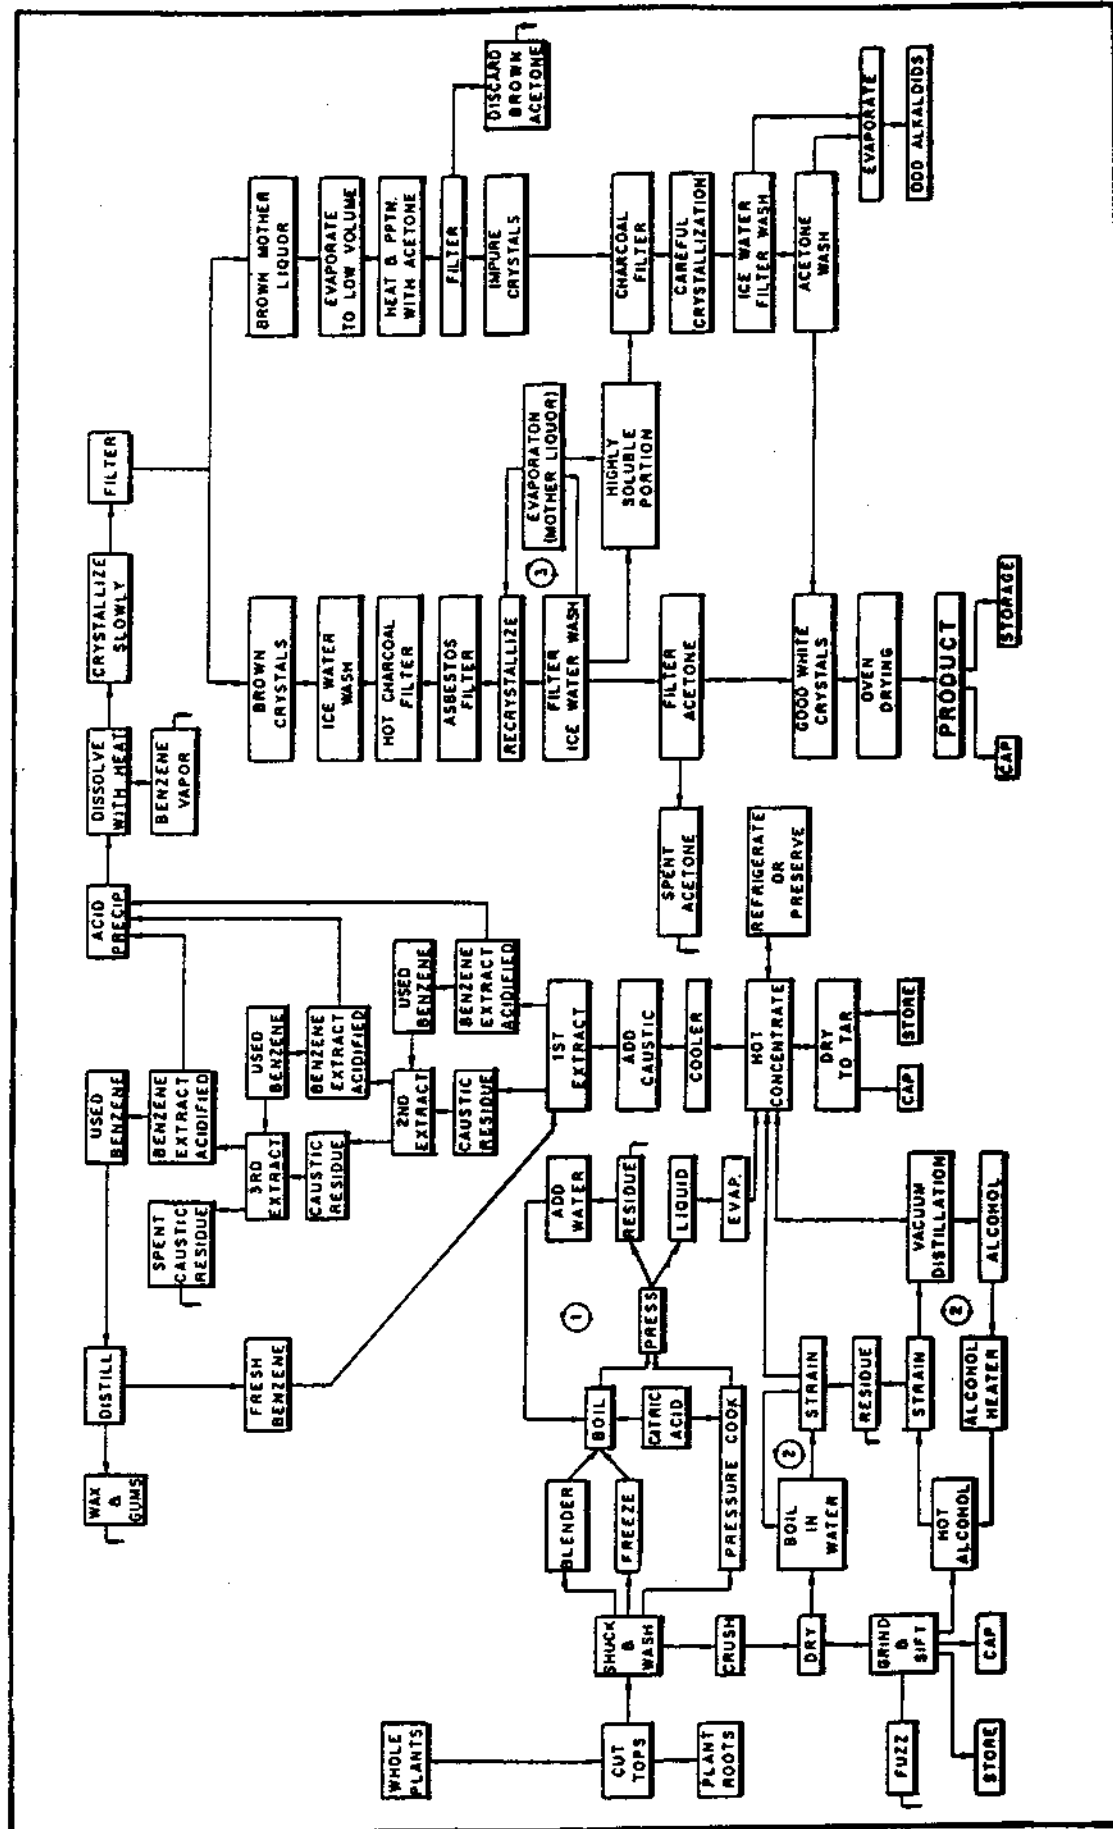 WAX
&
GUMS
DISTILL
USED
BENZENE
ACID
PRECIP.
DISSOLVE
WITH HEAT
CRYSTALLIZE
SLOWLY
FILTER
SPENT
CAUSTIC
RESIDUE
BENZENE
EXTRACT
ACIDIFIED
BENZENE
VAPOR
FRESH
BENZENE
3RD
EXTRACT
USED
BENZENE
BROWN
CRYSTALS
BROWN MOTHER
LIQUOR
CAUSTIC
RESIDUE
BENZENE
EXTRACT
ACIDIFIED
ICE WATER
WASH
EVAPORATE
TO LOW VOLUME
WHOLE
PLANTS
2ND
EXTRACT
USED
BENZENE
HOT CHARCOAL
FILTER
HEAT & PPTN.
WITH ACETONE
CAUSTIC
RESIDUE
BENZENE
EXTRACT
ACIDIFIED
ASBESTOS
FILTER
FILTER
DISCARD
BROWN
ACETONE
RECRYSTALLIZE
IMPURE
CRYSTALS
BLENDER
ADD
WATER
1ST
EXTRACT
FILTER
ICE WATER WASH
3
EVAPORATON
(MOTHER LIQUOR)
1
CUT
TOPS
SHUCK
&
WASH
FREEZE
BOIL
RESIDUE
ADD
CAUSTIC
HIGHLY
SOLUBLE
PORTION
CHARCOAL
FILTER
CITRIC
ACID
PRESS
LIQUID
COOLER
SPENT
ACETONE
FILTER
ACETONE
CAREFUL
CRYSTALLIZATION
PLANT
ROOTS
CRUSH
PRESSURE COOK
EVAP.
HOT
CONCENTRATE
REFRIGERATE
OR
PRESERVE
ICE WATER
FILTER WASH
DRY
BOIL
IN
WATER
2
STRAIN
DRY
TO TAR
GOOD WHITE
CRYSTALS
ACETONE
WASH
RESIDUE
OVEN
DRYING
EVAPORATE
FUZZ
GRIND
&
SIFT
STRAIN
VACUUM
DISTILLATION
CAP
STORE
ODD ALKALOIDS
HOT
ALCOHOL
2
PRODUCT
STORE
CAP
ALCOHOL
HEATER
ALCOHOL
CAP
STORAGE